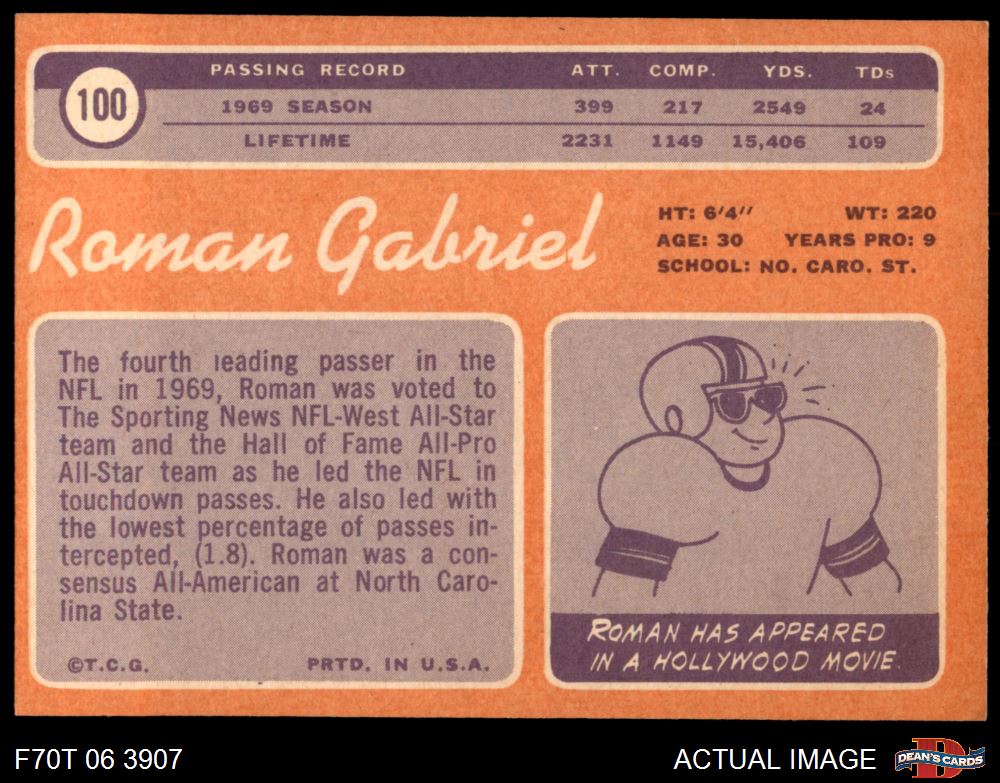 100
PASSING RECORD ATT. COMP. YDS. TDs
1969 SEASON 399 217 2549 24
LIFETIME 2231 1149 15,406 109
Roman Gabriel
HT: 6'4'' WT: 220
AGE: 30 YEARS PRO: 9
SCHOOL: NO. CARO. ST.
The fourth leading passer in the
NFL in 1969, Roman was voted to
The Sporting News NFL-West All-Star
team and the Hall of Fame All-Pro
All-Star team as he led the NFL in
touchdown passes. He also led with
the lowest percentage of passes in-
tercepted, (1.8). Roman was a con-
sensus All-American at North Caro-
lina State.
©T.C.G. PRTD. IN U.S.A.
ROMAN HAS APPEARED
IN A HOLLYWOOD MOVIE.
F70T 06 3907
ACTUAL IMAGE
D
DEAN'S CARDS